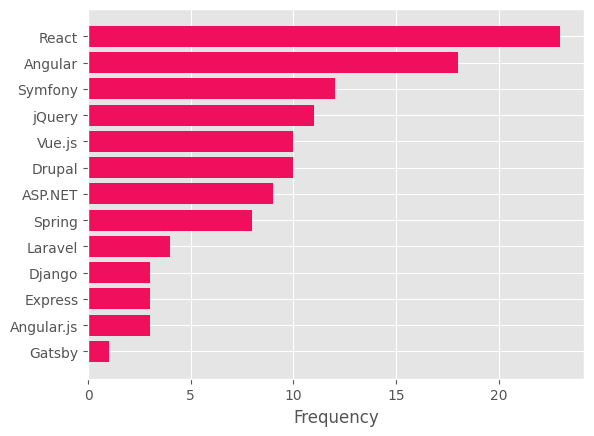 React
Angular
Symfony
jQuery
Vue.js
Drupal
ASP.NET
Spring
Laravel
Django
Express
Angular.js
Gatsby
0 5 10 15 20
Frequency